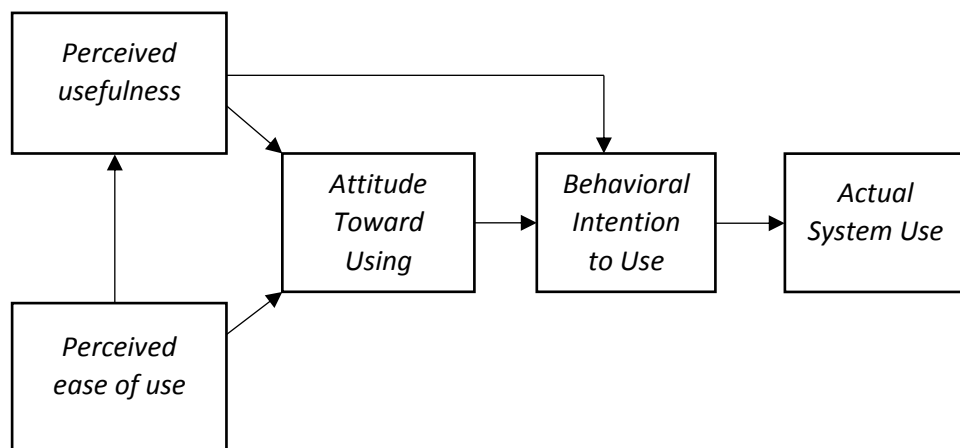 Perceived
usefulness
Attitude
Toward
Using
Behavioral
Intention
to Use
Actual
System Use
Perceived
ease of use